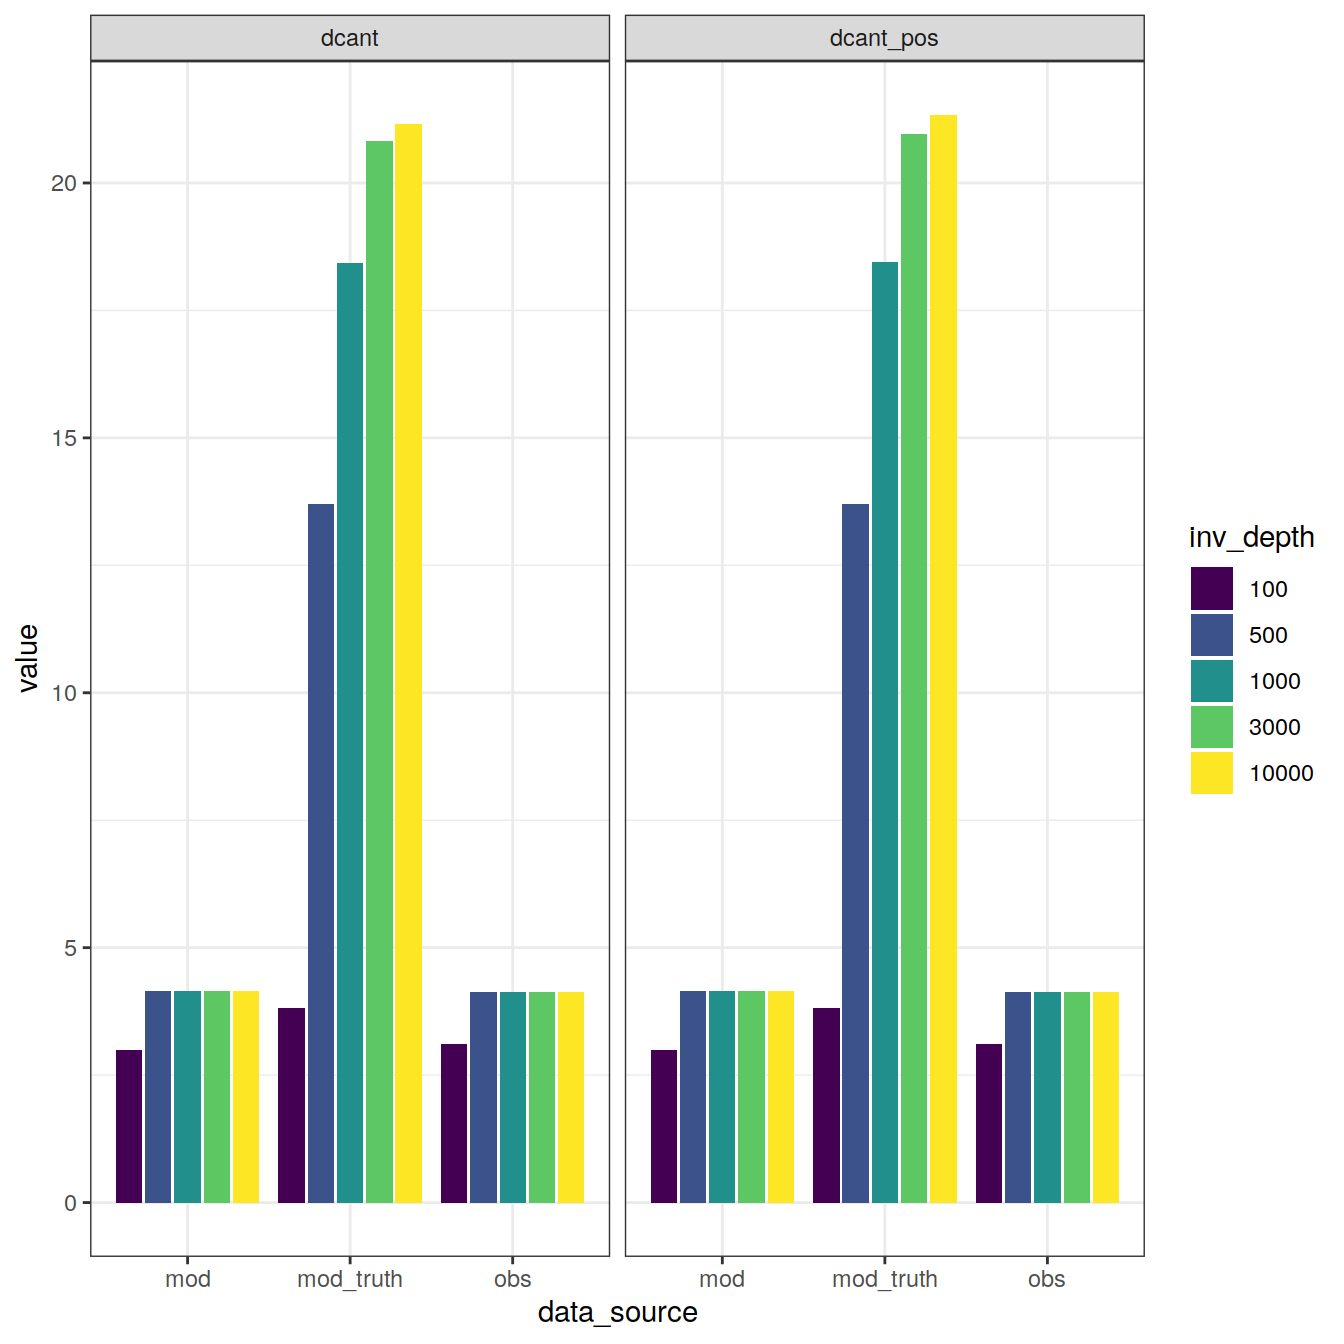 dcant
dcant_pos
20
15
10
5
0
value
mod
mod_truth
obs
mod
mod_truth
obs
data_source
inv_depth
100
500
1000
3000
10000